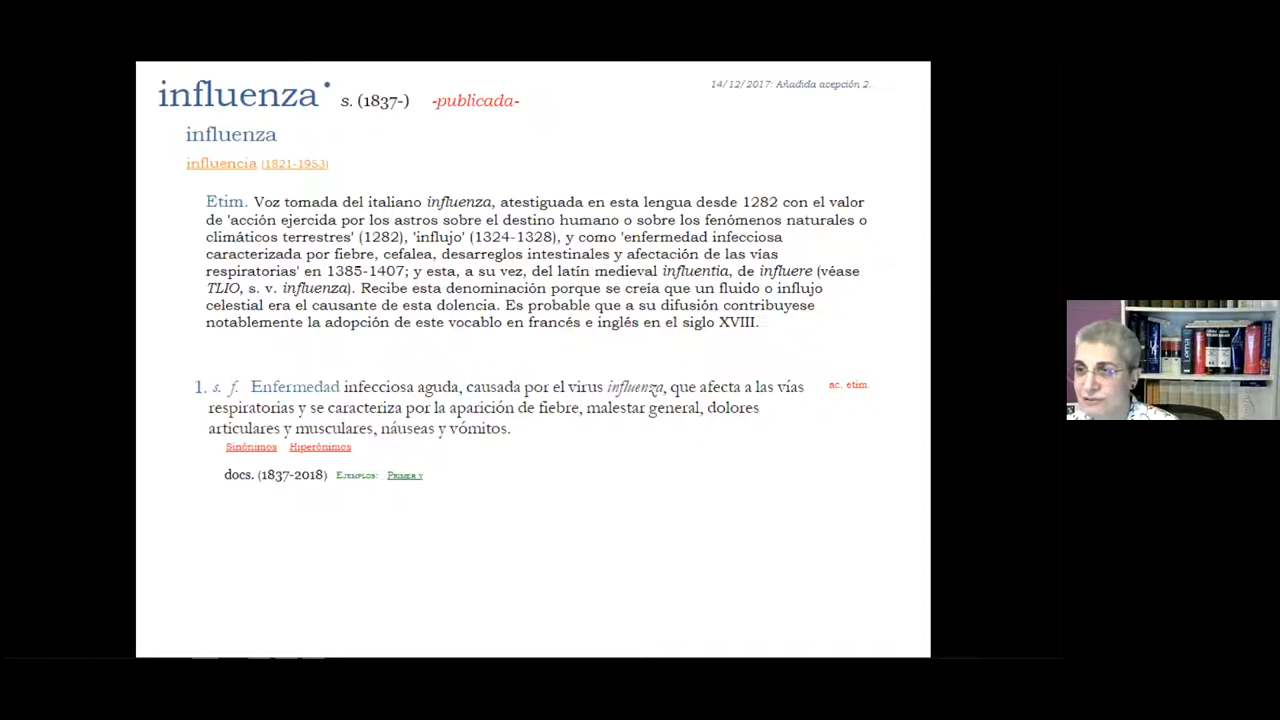 influenza•
s. (1837-)
-publicada-
14/12/2017: Añadida acepción 2.
influenza
influencia (1821-1953)
Etim. Voz tomada del italiano influenza, atestiguada en esta lengua desde 1282 con el valor
de 'acción ejercida por los astros sobre el destino humano o sobre los fenómenos naturales o
climáticos terrestres' (1282), 'influjo' (1324-1328), y como 'enfermedad infecciosa
caracterizada por fiebre, cefalea, desarreglos intestinales y afectación de las vías
respiratorias' en 1385-1407; y esta, a su vez, del latín medieval influentia, de influere (véase
TLIO, s. v. influenza). Recibe esta denominación porque se creía que un fluido o influjo
celestial era el causante de esta dolencia. Es probable que a su difusión contribuyese
notablemente la adopción de este vocablo en francés e inglés en el siglo XVIII.
1. s. f. Enfermedad infecciosa aguda, causada por el virus influenza, que afecta a las vías
ac. etim.
respiratorias y se caracteriza por la aparición de fiebre, malestar general, dolores
articulares y musculares, náuseas y vómitos.
Sinónimos Hiperónimos
docs. (1837-2018) Ejemplos: Primer y
Lema